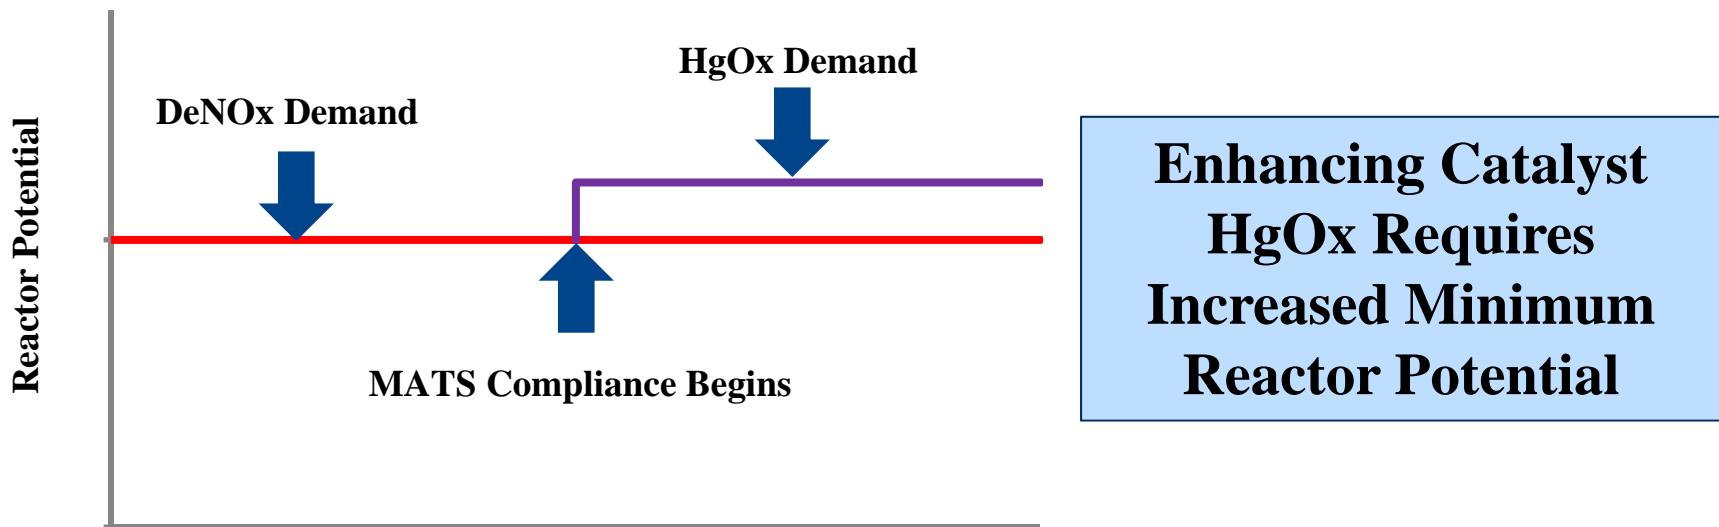 HgOx Demand
DeNOx Demand
Reactor Potential
MATS Compliance Begins
Enhancing Catalyst
HgOx Requires
Increased Minimum
Reactor Potential